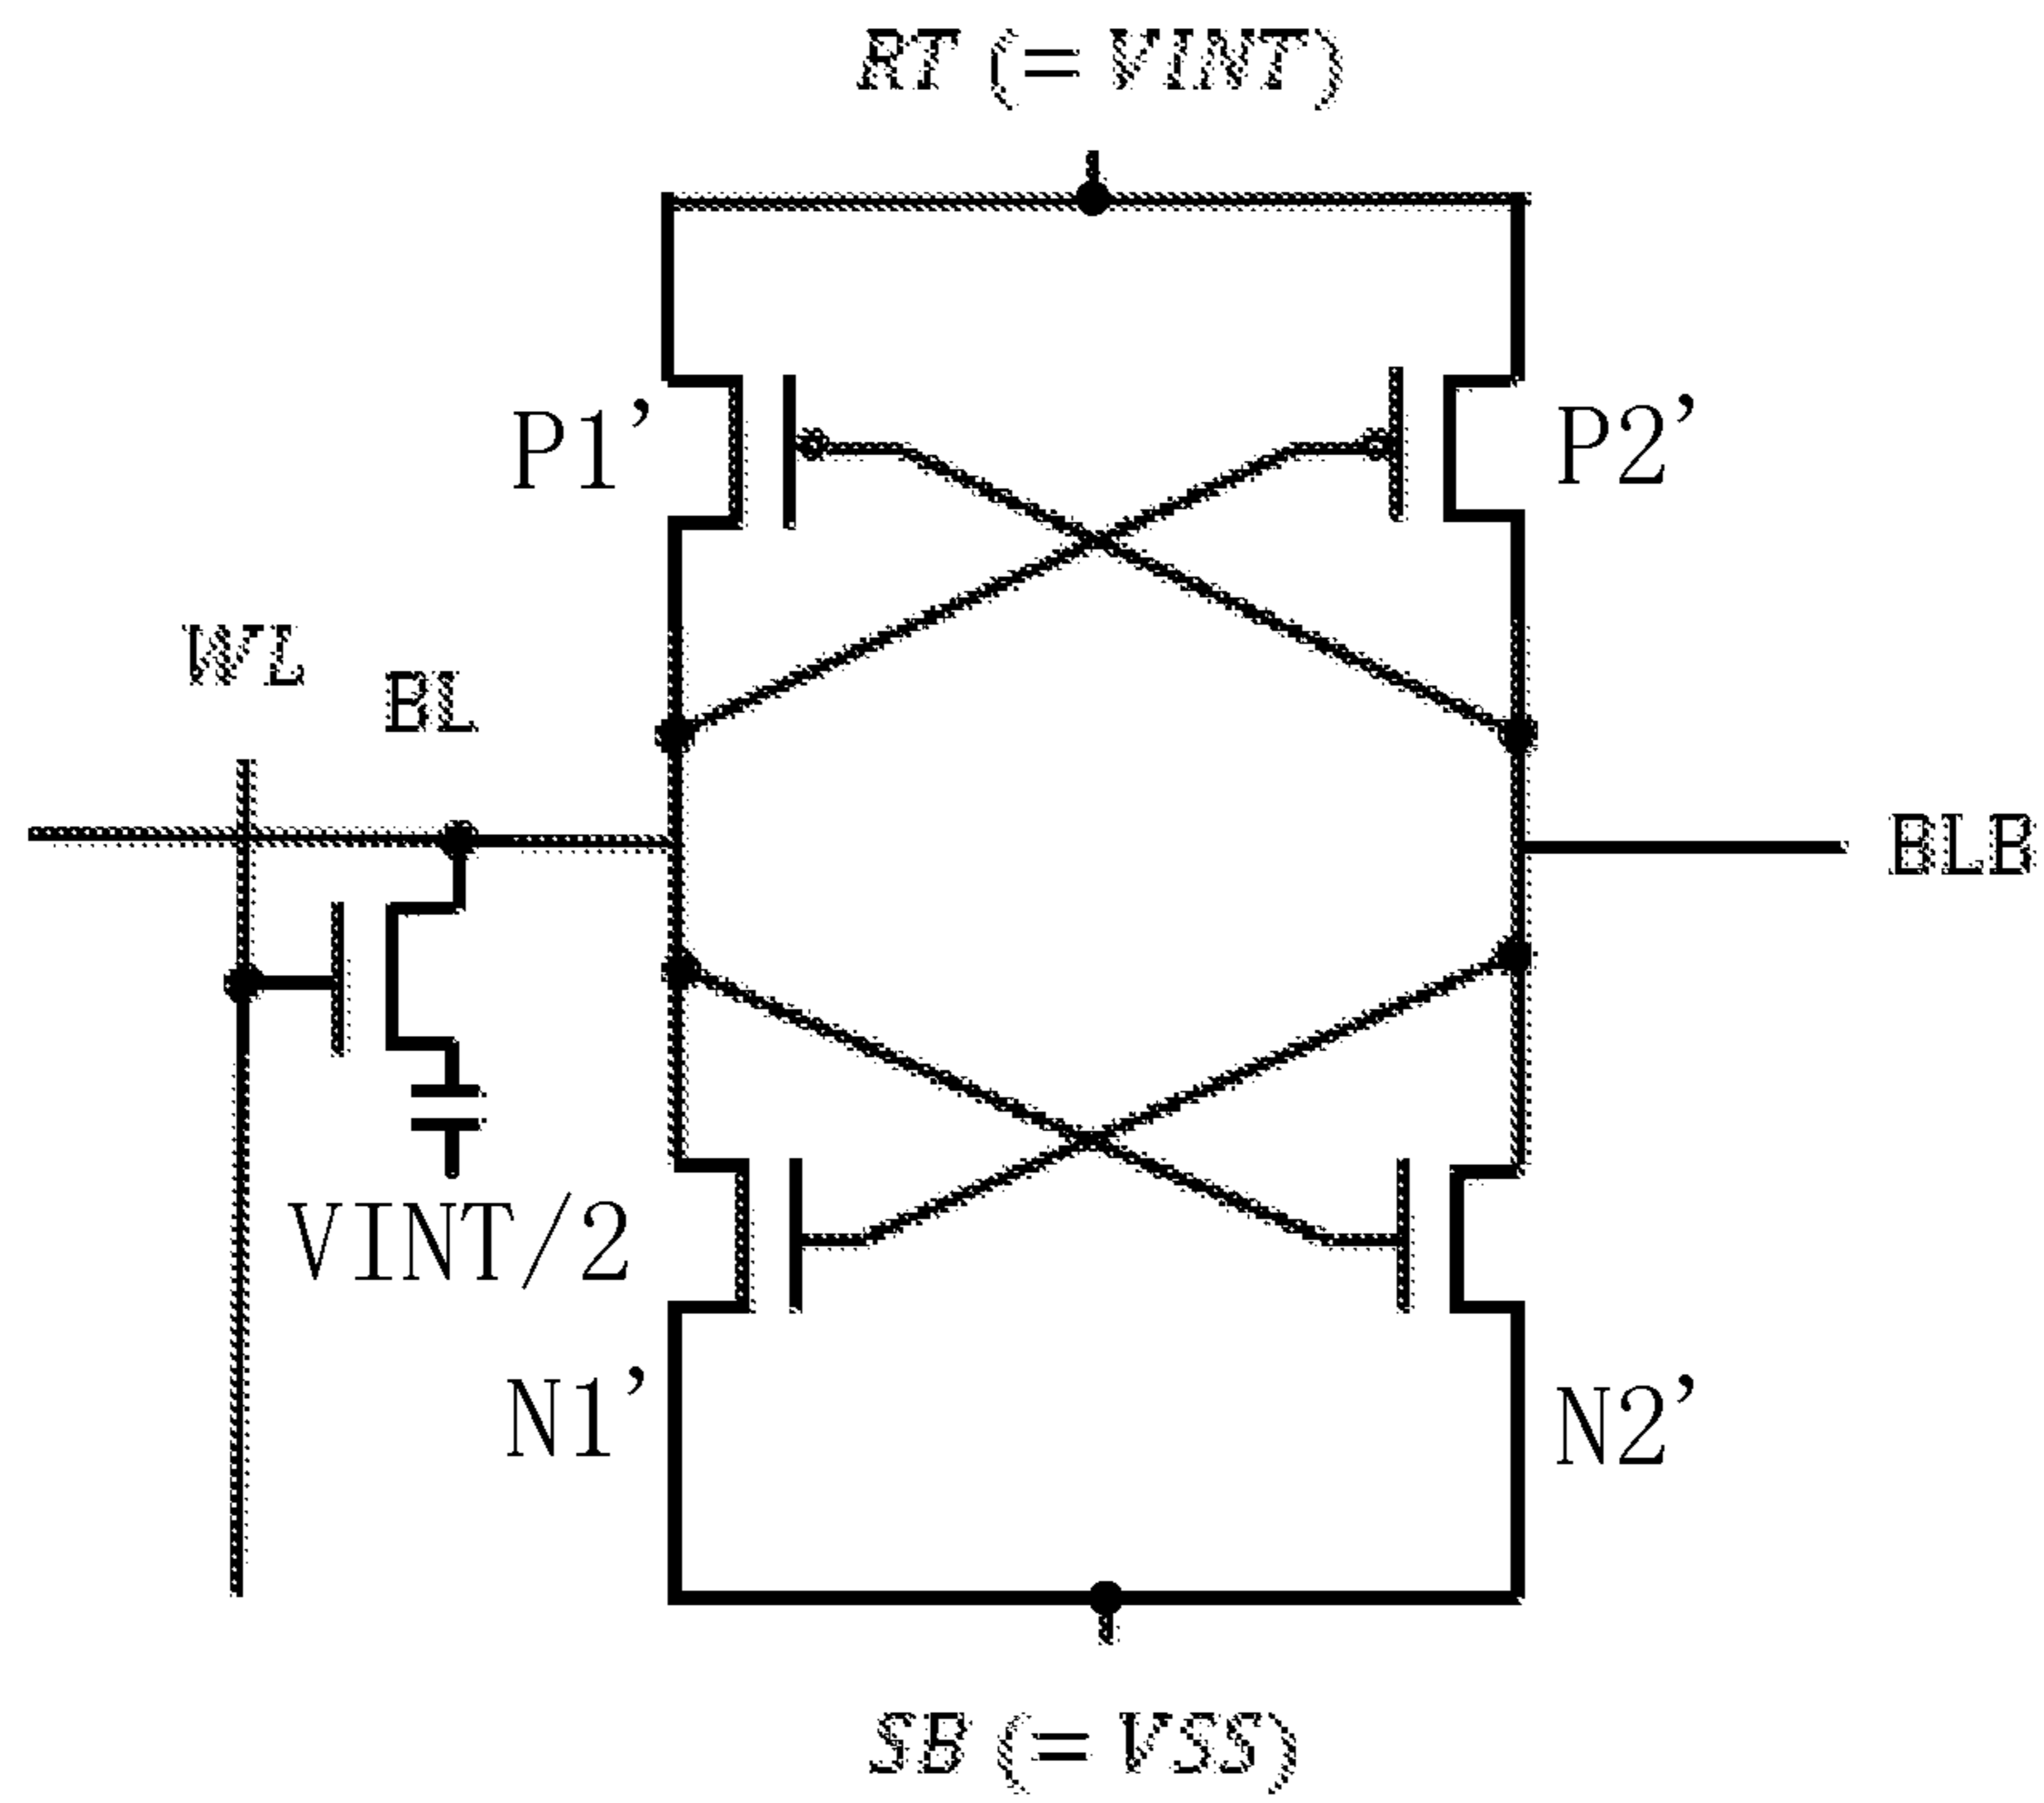 RT (= VINT)
P1'
P2'
WL
BL
BLB
VINT/2
N1'
N2'
SB (= VSS)